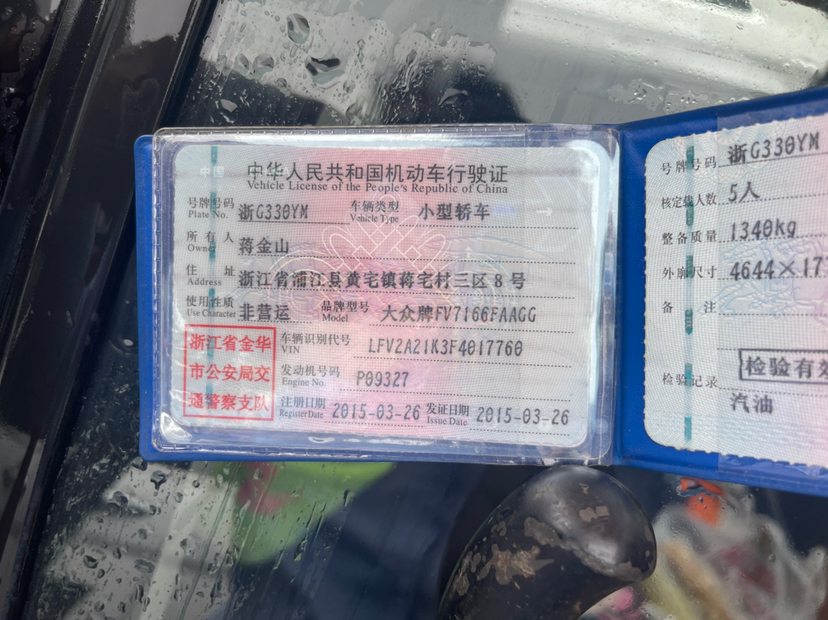 中国
中华人民共和国机动车行驶证
Vehicle License of the People's Republic of China
号牌号码 浙G330YM 车辆类型 小型轿车
Plate No. Vehicle Type
所有人 蒋金山
Owner
住址 浙江省浦江县黄宅镇蒋宅村三区8号
Address
使用性质 非营运 品牌型号 大众牌FV7166FAAGG
Use Character Model
浙江省金华
市公安局交
通警察支队
车辆识别代号 LFV2A21K3F4017760
VIN
发动机号码 P09327
Engine No.
注册日期 2015-03-26 发证日期 2015-03-26
Register Date Issue Date
号牌号码 浙G330YM
核定载人数 5人
整备质量 1340kg
外廓尺寸 4644×17
备注
检验有效
检验记录
汽油